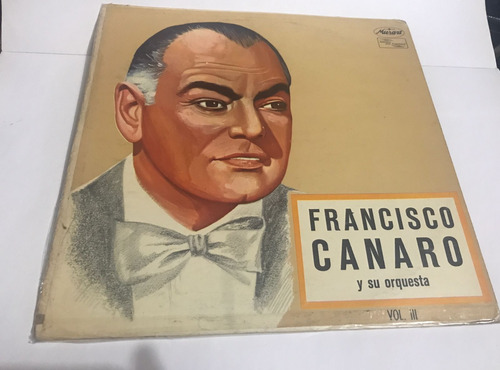 FRANCISCO
CANARO
y su orquesta
VOL. III